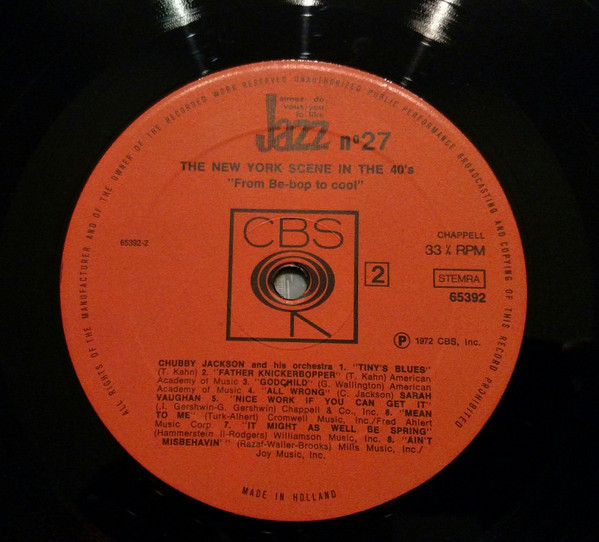 ALL RIGHTS OF THE MANUFACTURER AND OF THE OWNER OF THE RECORDED WORK RESERVED UNAUTHORIZED PUBLIC PERFORMANCE BROADCASTING AND COPYING OF THIS RECORD PROHIBITED
aimez-
vous
Jazz nº27
THE NEW YORK SCENE IN THE 40's
"From Be-bop to cool"
65392-2
CBS
CHAPPELL
33 ⅓ RPM
2
STEMRA
65392
Ⓟ 1972 CBS, Inc.
CHUBBY JACKSON and his orchestra 1. "TINY'S BLUES"
(T. Kahn) 2. "FATHER KNICKERBOPPER" (T. Kahn) American
Academy of Music 3. "GODCHILD" (G. Wallington) American
Academy of Music 4. "ALL WRONG" (C. Jackson) SARAH
VAUGHAN 5. "NICE WORK IF YOU CAN GET IT"
(I. Gershwin-G. Gershwin) Chappell & Co., Inc. 6. "MEAN
TO ME" (Turk-Alhert) Cromwell Music, Inc./Fred Ahlert
Music Corp. 7. "IT MIGHT AS WELL BE SPRING"
(Hammerstein II-Rodgers) Williamson Music, Inc. 8. "AIN'T
MISBEHAVIN'" (Razaf-Waller-Brooks) Mills Music, Inc./
Joy Music, Inc.
MADE IN HOLLAND